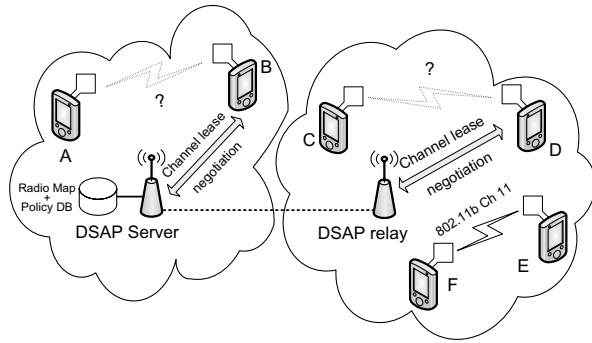 B
?
A
Channel lease
negotiation
Radio Map
+
Policy DB
DSAP Server
?
C
D
Channel lease
negotiation
DSAP relay
802.11b Ch 11
E
F